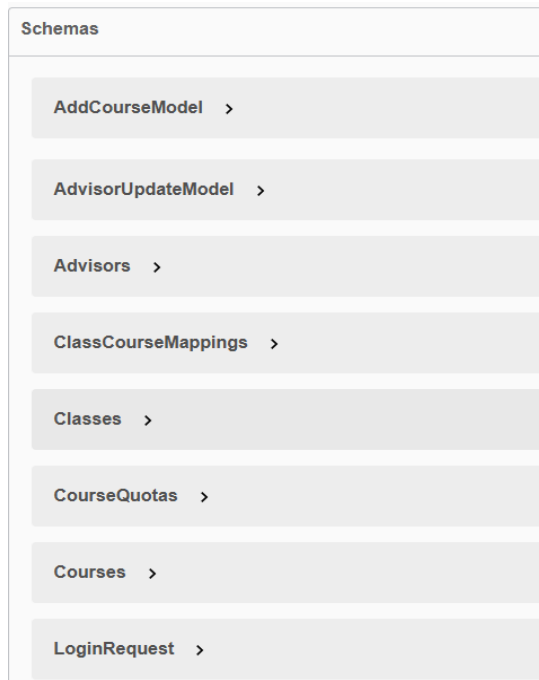 Schemas
AddCourseModel
AdvisorUpdateModel
Advisors
ClassCourseMappings
Classes
CourseQuotas
Courses
LoginRequest